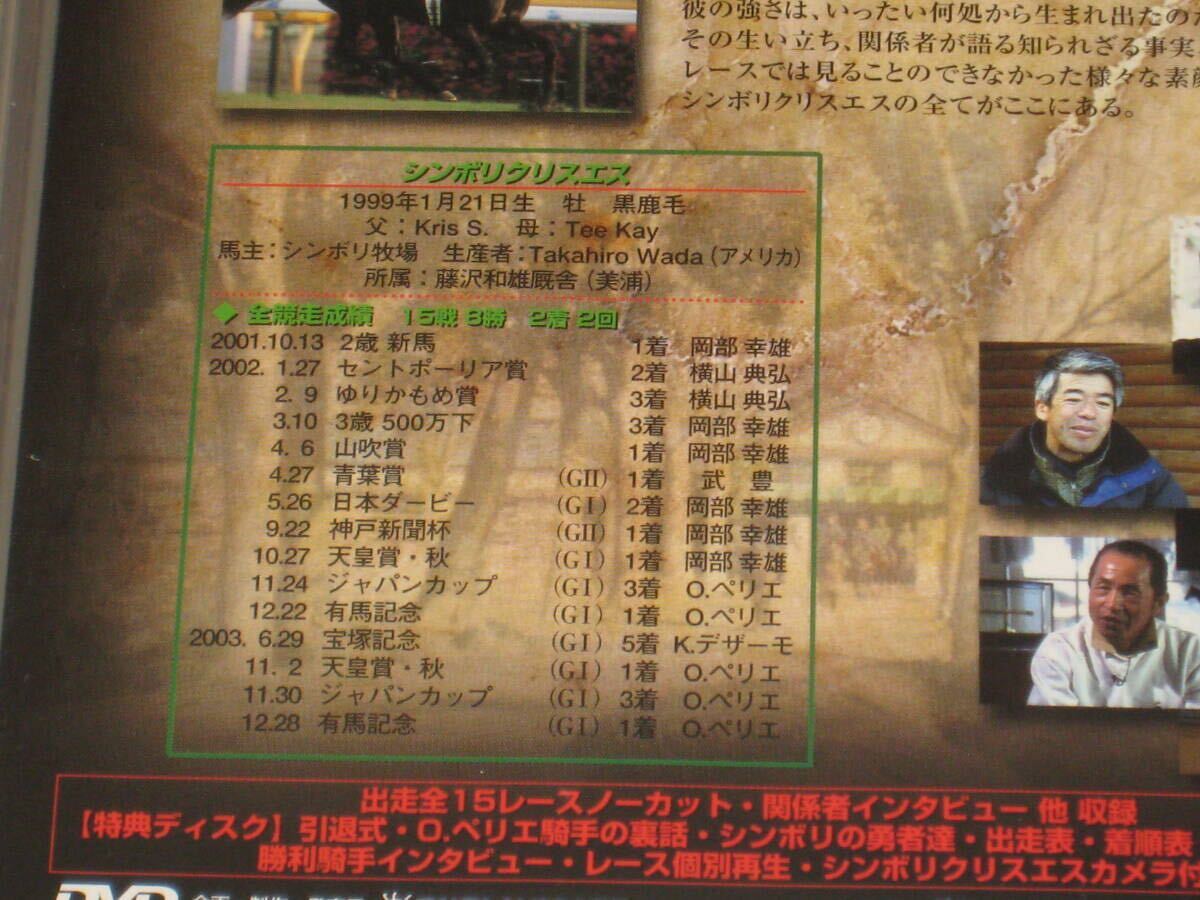 彼の強さは、いったい何処から生まれ出たのか
その生い立ち、関係者が語る知られざる事実
レースでは見ることのできなかった様々な素顔
シンボリクリスエスの全てがここにある。
シンボリクリスエス
1999年1月21日生 牡 黒鹿毛
父：Kris S. 母：Tee Kay
馬主：シンボリ牧場 生産者：Takahiro Wada（アメリカ）
所属：藤沢和雄厩舎（美浦）
◆ 全競走成績 15戦 8勝 2着 2回
2001.10.13 2歳 新馬 1着 岡部 幸雄
2002. 1.27 セントポーリア賞 2着 横山 典弘
2. 9 ゆりかもめ賞 3着 横山 典弘
3.10 3歳 500万下 3着 岡部 幸雄
4. 6 山吹賞 1着 岡部 幸雄
4.27 青葉賞 (GII) 1着 武 豊
5.26 日本ダービー (GI) 2着 岡部 幸雄
9.22 神戸新聞杯 (GII) 1着 岡部 幸雄
10.27 天皇賞・秋 (GI) 1着 岡部 幸雄
11.24 ジャパンカップ (GI) 3着 O.ペリエ
12.22 有馬記念 (GI) 1着 O.ペリエ
2003. 6.29 宝塚記念 (GI) 5着 K.デザーモ
11. 2 天皇賞・秋 (G.I) 1着 O.ペリエ
11.30 ジャパンカップ (GI) 3着 O.ペリエ
12.28 有馬記念 (GI) 1着 O.ペリエ
出走全15レースノーカット・関係者インタビュー 他 収録
【特典ディスク】引退式・O.ペリエ騎手の裏話・シンボリの勇者達・出走表・着順表
勝利騎手インタビュー・レース個別再生・シンボリクリスエスカメラ付
DVD